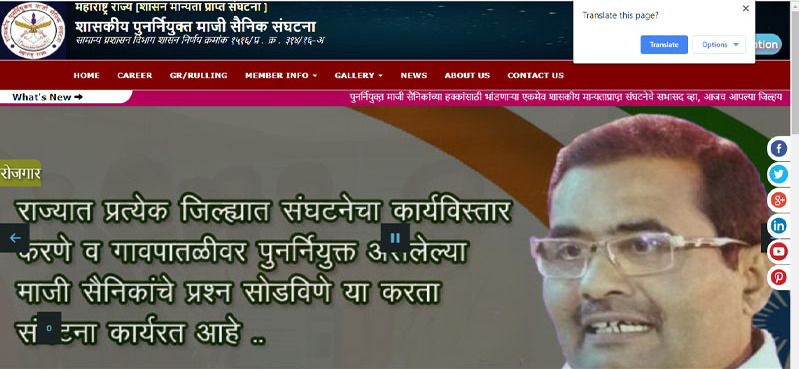 महाराष्ट्र राज्य [शासन मान्यता प्राप्त संघटना ]
शासकीय पुनर्नियुक्त माजी सैनिक संघटना
सामान्य प्रशासन विभाग शासन निर्णय क्रमांक १५१६/प्र . क्र . ३१४/१६-अ
Translate this page?
Translate
Options
tion
HOME CAREER GR/RULLING MEMBER INFO GALLERY NEWS ABOUT US CONTACT US
What's New
पुनर्नियुक्त माजी सैनिकांच्या हक्कांसाठी भांडणाऱ्या एकमेव शासकीय मान्यताप्राप्त संघटनेचे सभासद व्हा, आजच आपल्या जिल्ह्य
रोजगार
राज्यात प्रत्येक जिल्ह्यात संघटनेचा कार्यविस्तार
करणे व गावपातळीवर पुनर्नियुक्त असलेल्या
माजी सैनिकांचे प्रश्न सोडविणे या करता
संघटना कार्यरत आहे ..
0